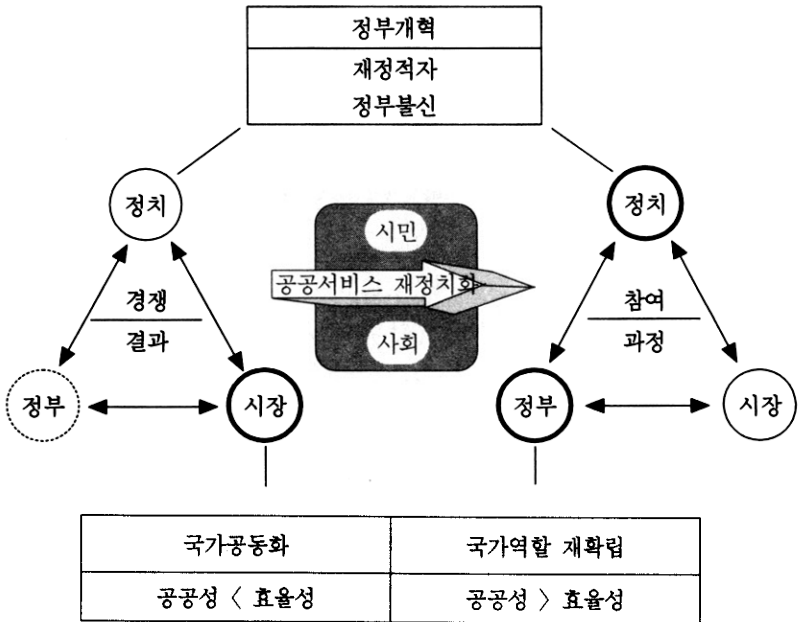 정부개혁
재정적자
정부불신
정치
경쟁
결과
정부
시장
시민
공공서비스 재정치화
사회
정치
참여
과정
정부
시장
국가공동화
국가역할 재확립
공공성 < 효율성
공공성 > 효율성